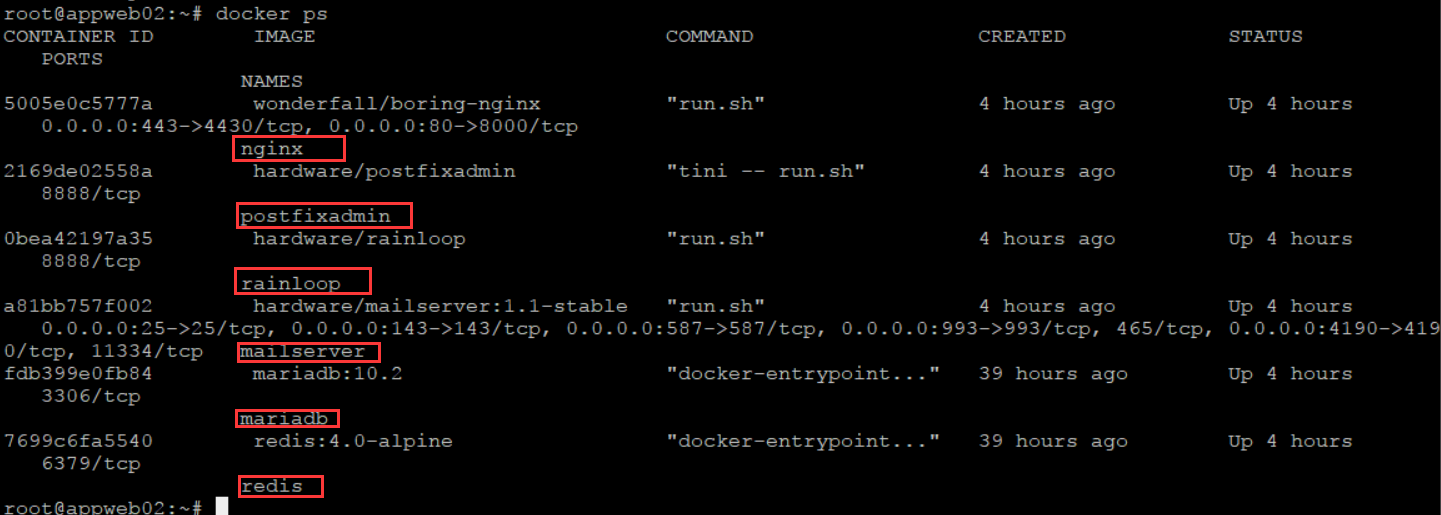 root@appweb02:~# docker ps
CONTAINER ID IMAGE COMMAND CREATED STATUS
PORTS
NAMES
5005e0c5777a wonderfall/boring-nginx "run.sh" 4 hours ago Up 4 hours
0.0.0.0:443->4430/tcp, 0.0.0.0:80->8000/tcp
nginx
2169de02558a hardware/postfixadmin "tini -- run.sh" 4 hours ago Up 4 hours
8888/tcp
postfixadmin
0bea42197a35 hardware/rainloop "run.sh" 4 hours ago Up 4 hours
8888/tcp
rainloop
a81bb757f002 hardware/mailserver:1.1-stable "run.sh" 4 hours ago Up 4 hours
0.0.0.0:25->25/tcp, 0.0.0.0:143->143/tcp, 0.0.0.0:587->587/tcp, 0.0.0.0:993->993/tcp, 465/tcp, 0.0.0.0:4190->419
0/tcp, 11334/tcp mailserver
fdb399e0fb84 mariadb:10.2 "docker-entrypoint..." 39 hours ago Up 4 hours
3306/tcp
mariadb
7699c6fa5540 redis:4.0-alpine "docker-entrypoint..." 39 hours ago Up 4 hours
6379/tcp
redis
root@appweb02:~#